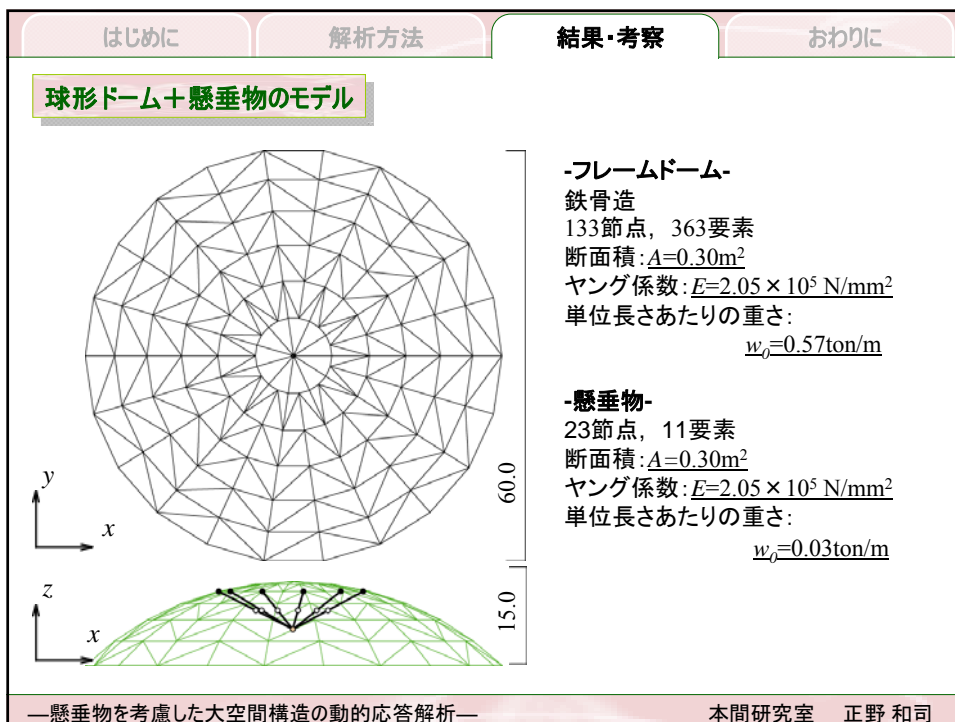 はじめに
解析方法
結果・考察
おわりに
球形ドーム＋懸垂物のモデル
-フレームドーム-
鉄骨造
133節点，363要素
断面積：A=0.30m²
ヤング係数：E=2.05×10⁵ N/mm²
単位長さあたりの重さ：
w₀=0.57ton/m
-懸垂物-
23節点，11要素
断面積：A=0.30m²
ヤング係数：E=2.05×10⁵ N/mm²
単位長さあたりの重さ：
w₀=0.03ton/m
60.0
y
x
15.0
z
x
―懸垂物を考慮した大空間構造の動的応答解析―
本間研究室　正野 和司